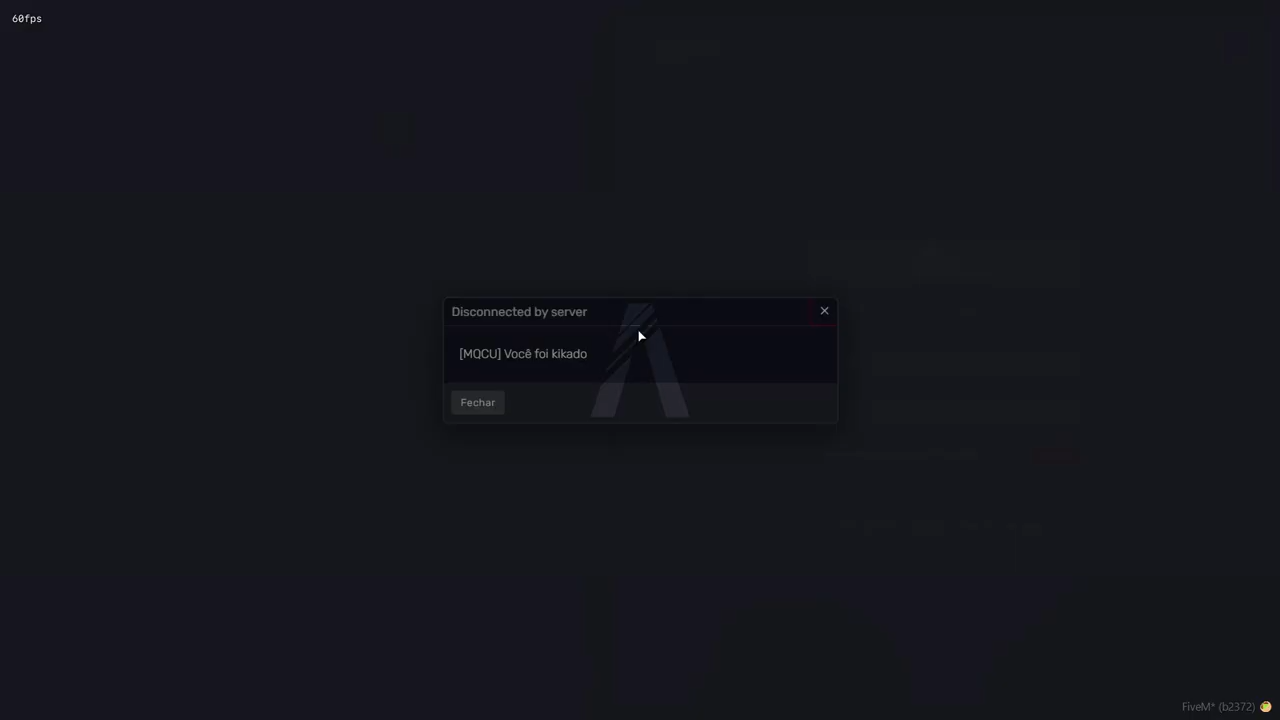 60fps
Disconnected by server
[MQCU] Você foi kikado
Fechar
FiveM* (b2372)